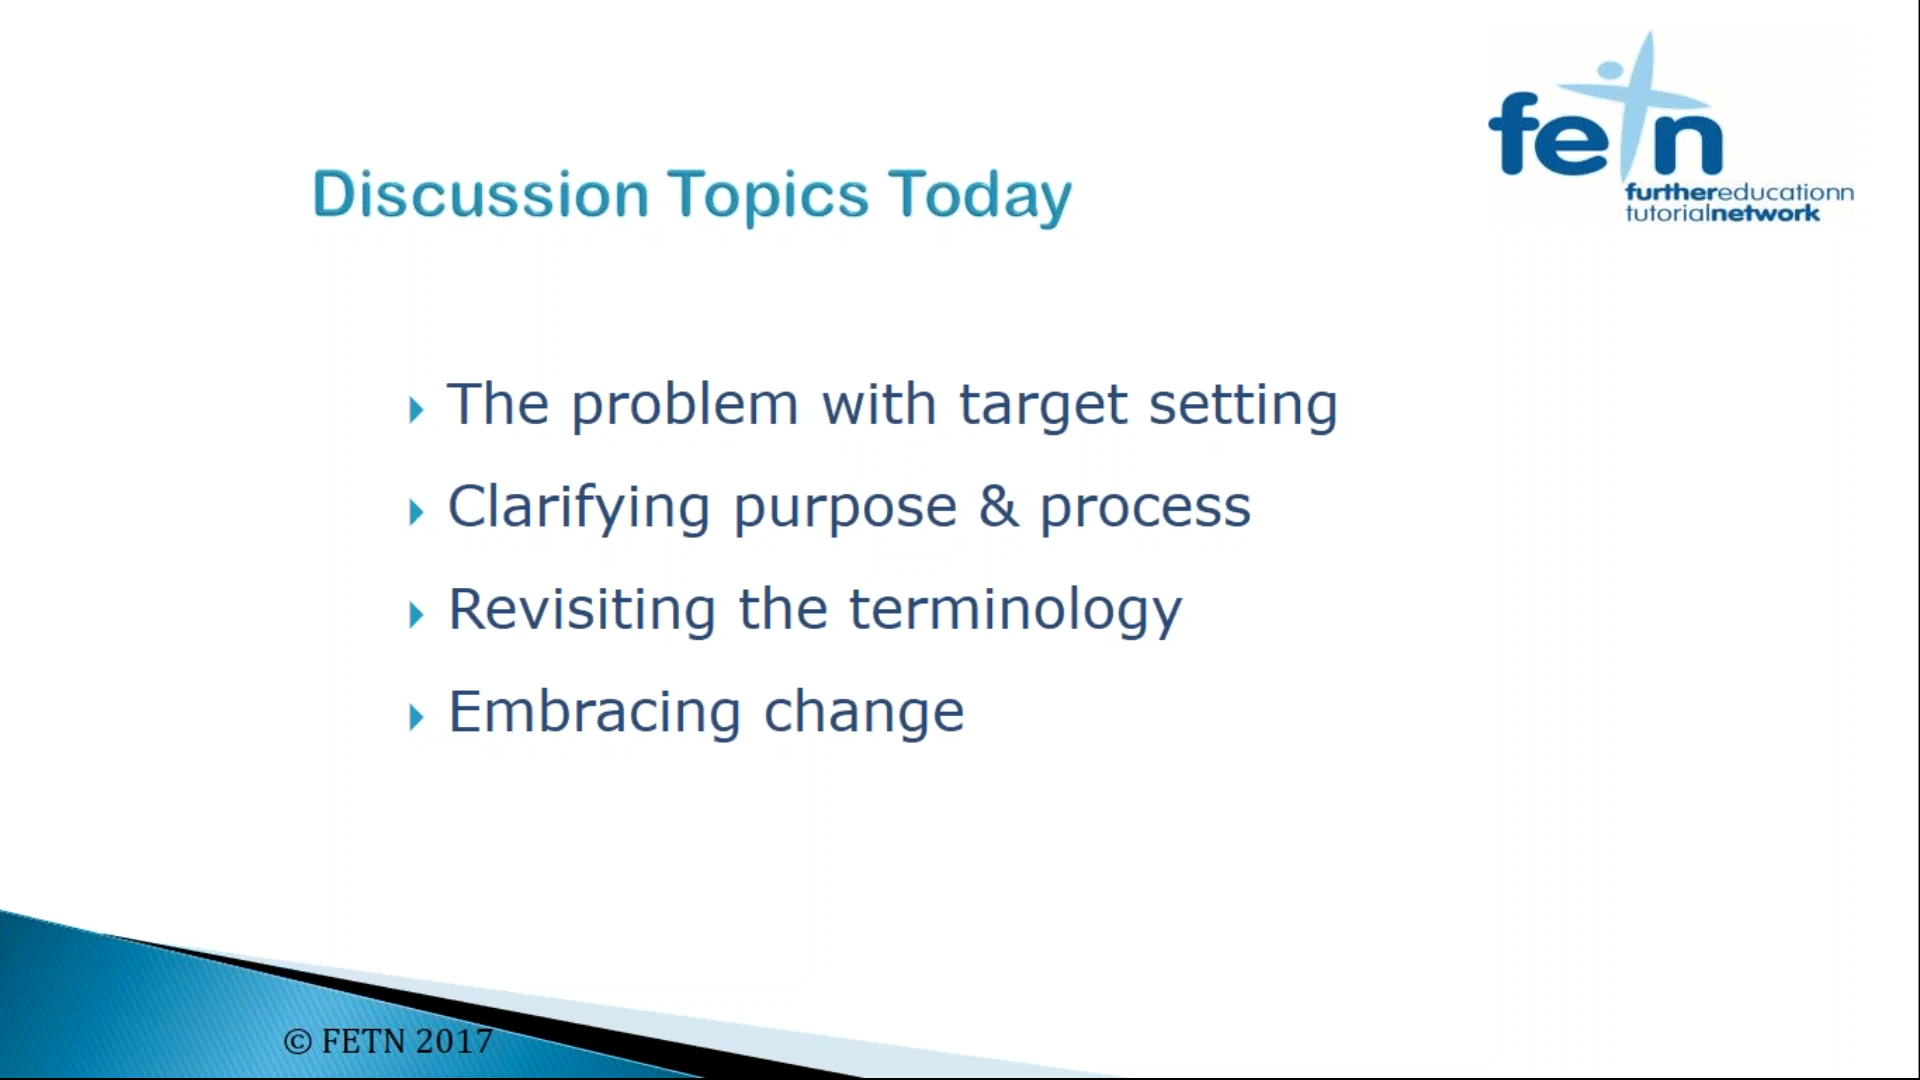 fetn
furthereducationn
tutorialnetwork
Discussion Topics Today
The problem with target setting
Clarifying purpose & process
Revisiting the terminology
Embracing change
© FETN 2017